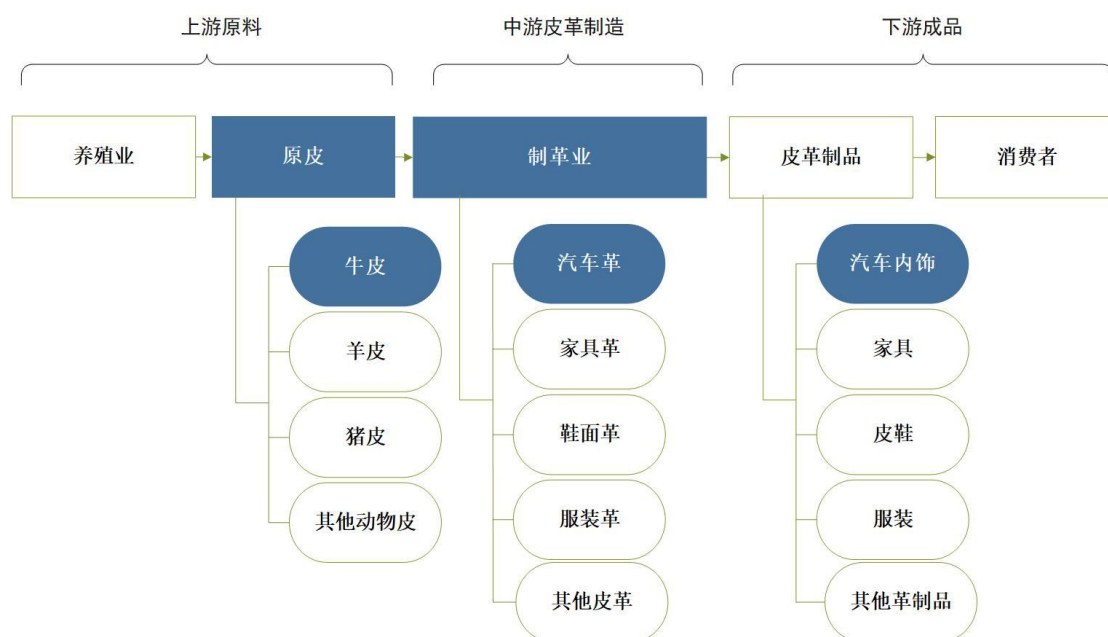 上游原料
中游皮革制造
下游成品
养殖业
原皮
制革业
皮革制品
消费者
牛皮
汽车革
汽车内饰
羊皮
家具革
家具
猪皮
鞋面革
皮鞋
其他动物皮
服装革
服装
其他皮革
其他革制品